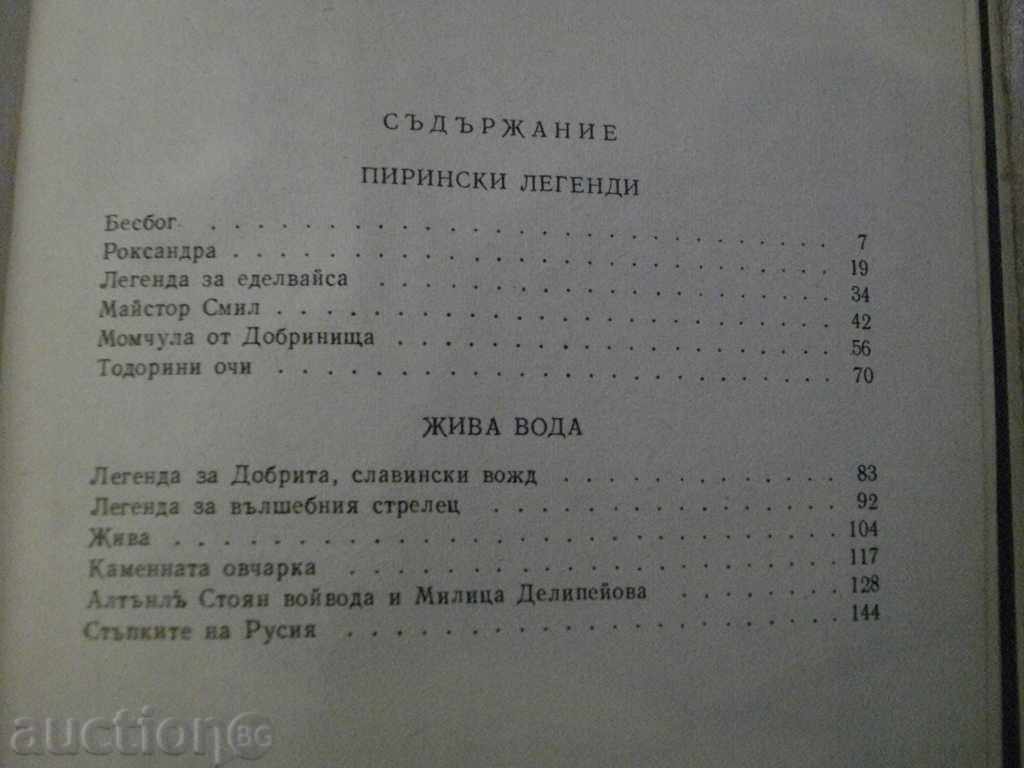 СЪДЪРЖАНИЕ
ПИРИНСКИ ЛЕГЕНДИ
Бесбог . . . . . . . . . . . . . . . . . . . . . . 7
Роксандра . . . . . . . . . . . . . . . . . . . . . 19
Легенда за еделвайса . . . . . . . . . . . . . . . 34
Майстор Смил . . . . . . . . . . . . . . . . . . . 42
Момчула от Добринища . . . . . . . . . . . . . . . 56
Тодорини очи . . . . . . . . . . . . . . . . . . . 70
ЖИВА ВОДА
Легенда за Добрита, славински вожд . . . . . . . . 83
Легенда за вълшебния стрелец . . . . . . . . . . . 92
Жива . . . . . . . . . . . . . . . . . . . . . . . 104
Каменната овчарка . . . . . . . . . . . . . . . . 117
Алтънлъ Стоян войвода и Милица Делипейова . . . . 128
Стъпките на Русия . . . . . . . . . . . . . . . . 144
auction BG